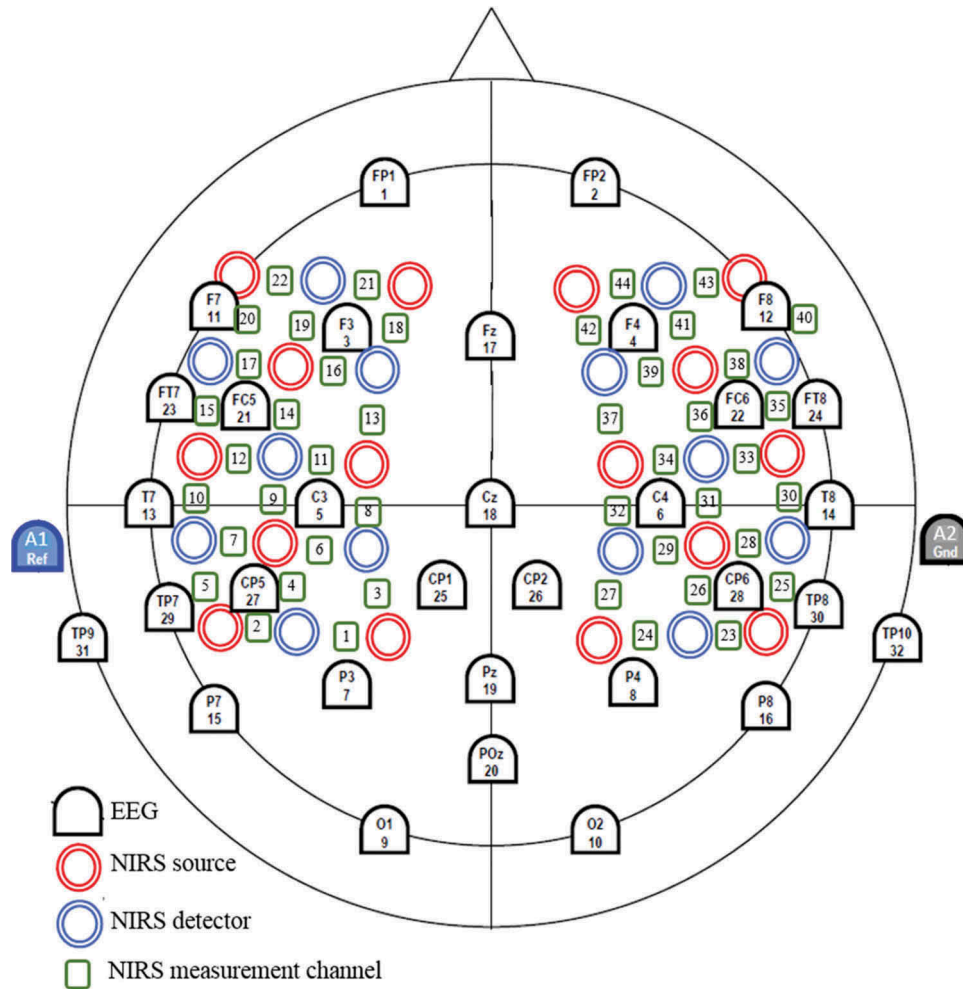 FP1
1
FP2
2
22
21
44
43
F7
11
20
19
F3
3
18
Fz
17
42
F4
4
41
F8
12
40
17
16
39
38
FT7
23
15
FC5
21
14
13
37
36
FC6
22
35
FT8
24
12
11
34
33
T7
13
10
9
C3
5
8
Cz
18
32
C4
6
31
30
T8
14
A1
Ref
A2
Gnd
7
6
29
28
TP7
29
5
CP5
27
4
3
CP1
25
CP2
26
27
26
CP6
28
25
TP8
30
TP9
31
2
1
24
23
TP10
32
P7
15
P3
7
Pz
19
P4
8
P8
16
POz
20
O1
9
O2
10
EEG
NIRS source
NIRS detector
NIRS measurement channel